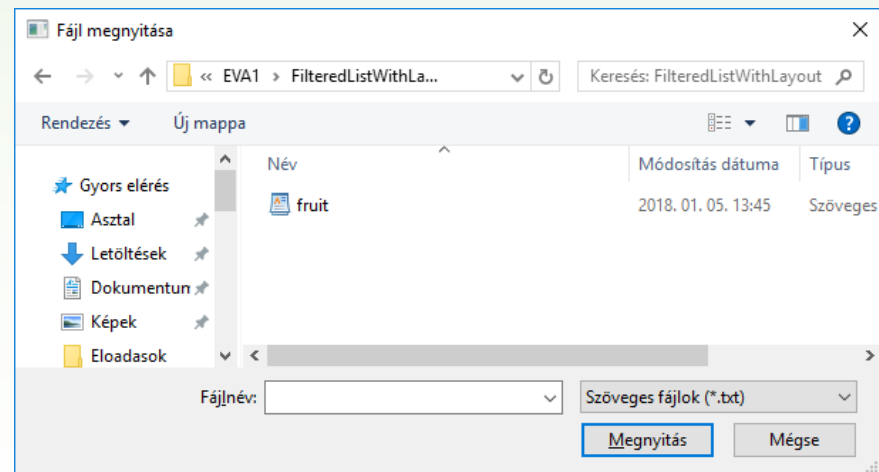 Fájl megnyitása
« EVA1 > FilteredListWithLa...
Keresés: FilteredListWithLayout
Rendezés
Új mappa
Név
Módosítás dátuma
Típus
Gyors elérés
fruit
2018. 01. 05. 13:45
Szöveges
Asztal
Letöltések
Dokumentum
Képek
Eloadasok
Fájlnév:
Szöveges fájlok (*.txt)
Megnyitás
Mégse